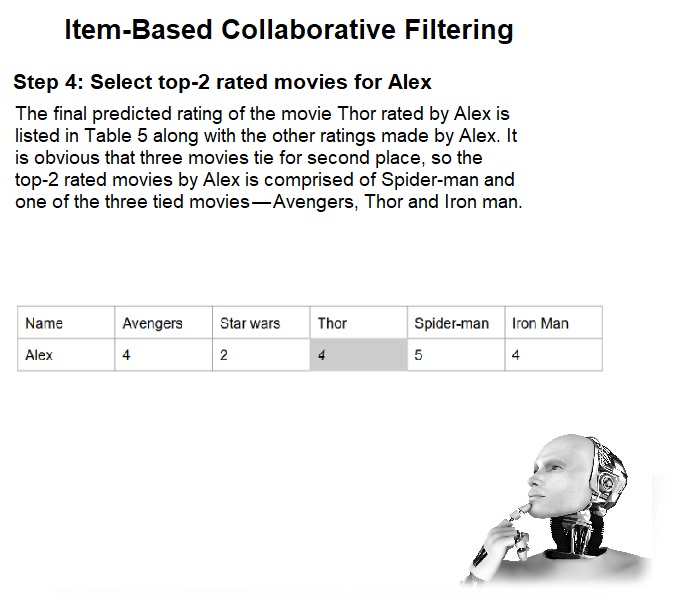 Item-Based Collaborative Filtering
Step 4: Select top-2 rated movies for Alex
The final predicted rating of the movie Thor rated by Alex is
listed in Table 5 along with the other ratings made by Alex. It
is obvious that three movies tie for second place, so the
top-2 rated movies by Alex is comprised of Spider-man and
one of the three tied movies—Avengers, Thor and Iron man.
Name Avengers Star wars Thor Spider-man Iron Man
Alex 4 2 4 5 4